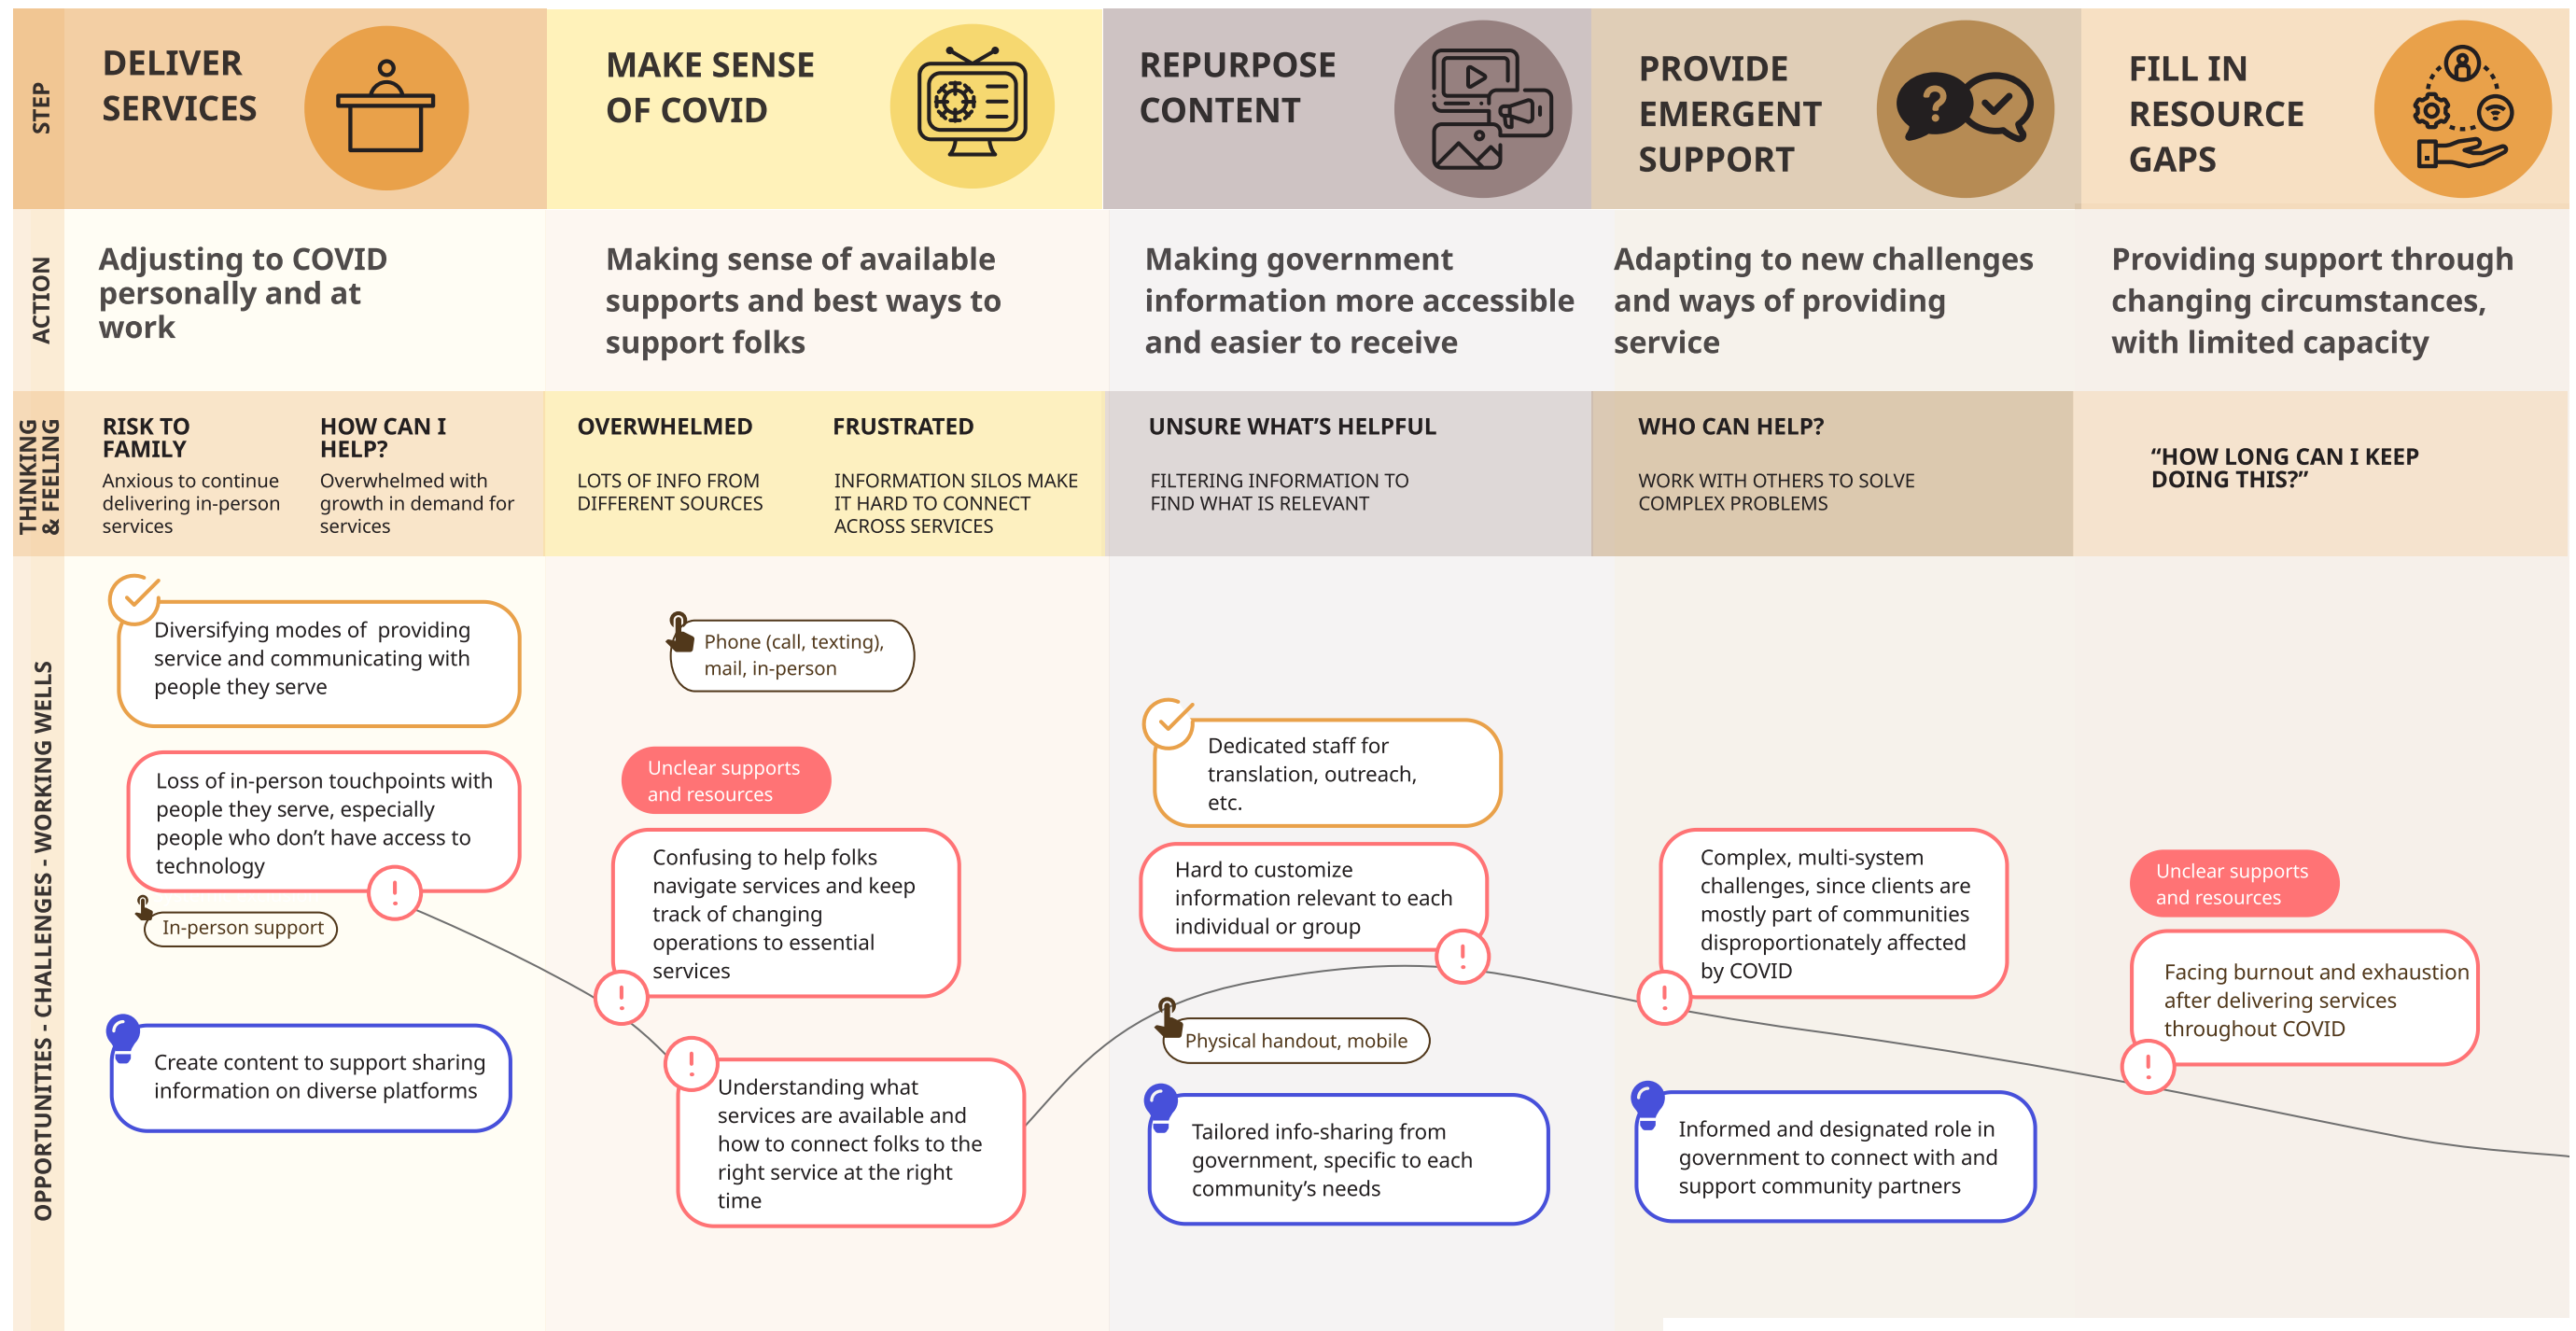 STEP
DELIVER
SERVICES
MAKE SENSE
OF COVID
REPURPOSE
CONTENT
PROVIDE
EMERGENT
SUPPORT
?
FILL IN
RESOURCE
GAPS
ACTION
Adjusting to COVID
personally and at
work
Making sense of available
supports and best ways to
support folks
Making government
information more accessible
and easier to receive
Adapting to new challenges
and ways of providing
service
Providing support through
changing circumstances,
with limited capacity
THINKING
& FEELING
RISK TO
FAMILY
Anxious to continue
delivering in-person
services
HOW CAN I
HELP?
Overwhelmed with
growth in demand for
services
OVERWHELMED
LOTS OF INFO FROM
DIFFERENT SOURCES
FRUSTRATED
INFORMATION SILOS MAKE
IT HARD TO CONNECT
ACROSS SERVICES
UNSURE WHAT’S HELPFUL
FILTERING INFORMATION TO
FIND WHAT IS RELEVANT
WHO CAN HELP?
WORK WITH OTHERS TO SOLVE
COMPLEX PROBLEMS
“HOW LONG CAN I KEEP
DOING THIS?”
OPPORTUNITIES - CHALLENGES - WORKING WELLS
Diversifying modes of  providing
service and communicating with
people they serve
Loss of in-person touchpoints with
people they serve, especially
people who don’t have access to
technology
!
In-person support
Create content to support sharing
information on diverse platforms
Phone (call, texting),
mail, in-person
Unclear supports
and resources
Confusing to help folks
navigate services and keep
track of changing
operations to essential
services
!
!
Understanding what
services are available and
how to connect folks to the
right service at the right
time
Dedicated staff for
translation, outreach,
etc.
Hard to customize
information relevant to each
individual or group
!
Physical handout, mobile
Tailored info-sharing from
government, specific to each
community’s needs
Complex, multi-system
challenges, since clients are
mostly part of communities
disproportionately affected
by COVID
!
Informed and designated role in
government to connect with and
support community partners
Unclear supports
and resources
Facing burnout and exhaustion
after delivering services
throughout COVID
!